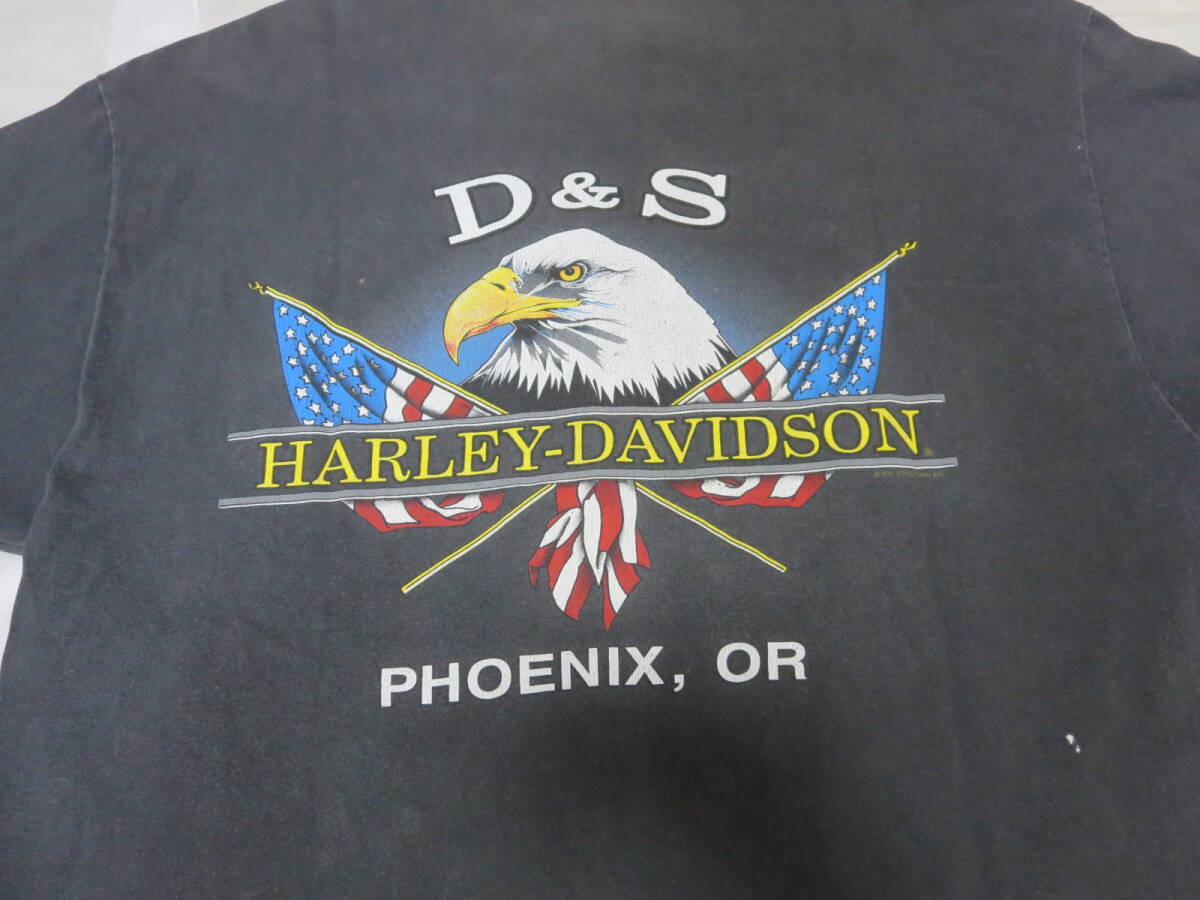 D & S
HARLEY-DAVIDSON®
PHOENIX, OR